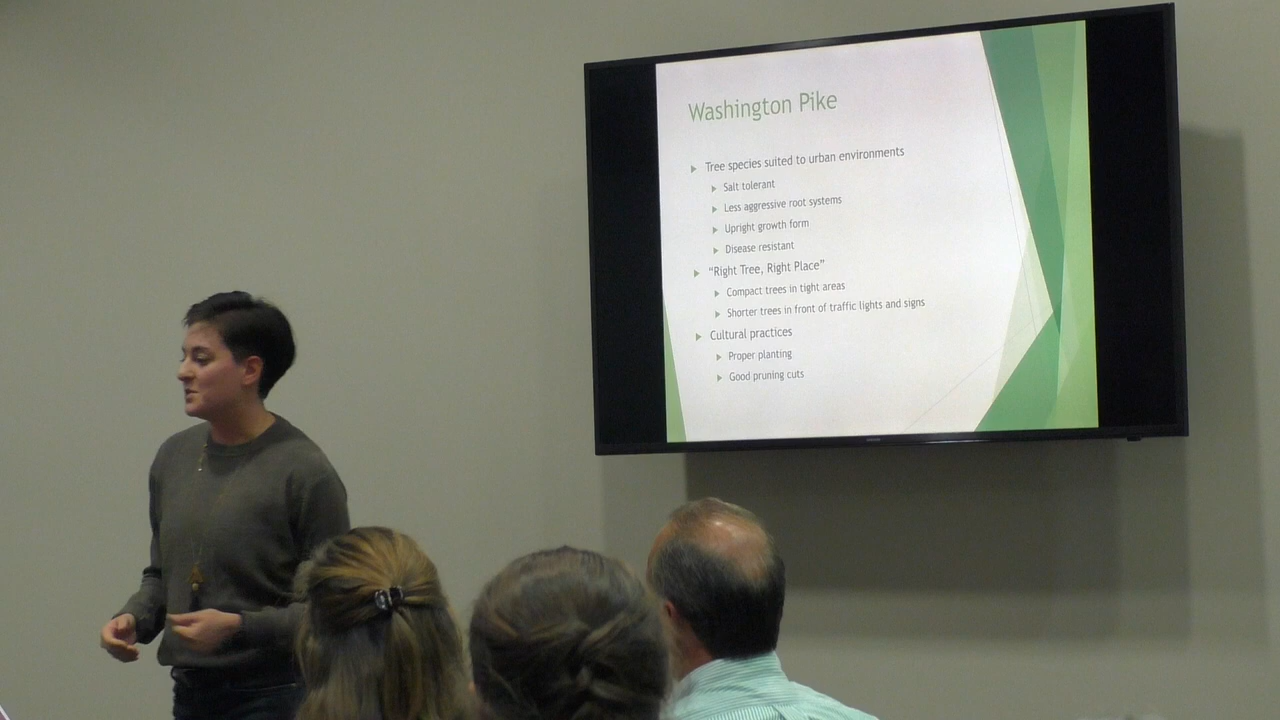 Washington Pike
Tree species suited to urban environments
Salt tolerant
Less aggressive root systems
Upright growth form
Disease resistant
“Right Tree, Right Place”
Compact trees in tight areas
Shorter trees in front of traffic lights and signs
Cultural practices
Proper planting
Good pruning cuts